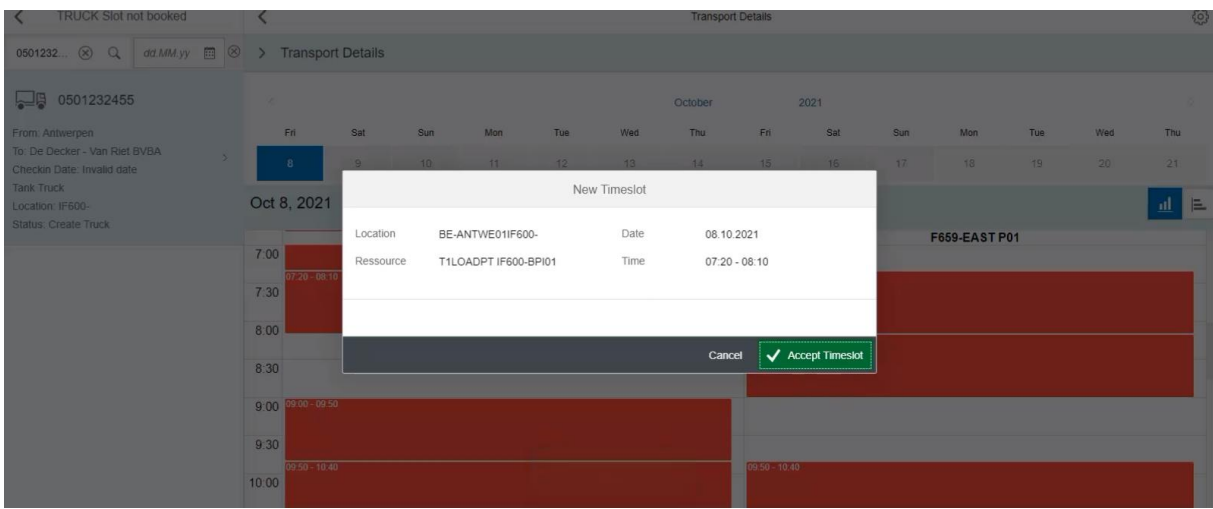 TRUCK Slot not booked
Transport Details
0501232...
dd.MM.yy
Transport Details
0501232455
From: Antwerpen
To: De Decker - Van Riet BVBA
Checkin Date: Invalid date
Tank Truck
Location: IF600-
Status: Create Truck
October 2021
Fri Sat Sun Mon Tue Wed Thu Fri Sat Sun Mon Tue Wed Thu
8 9 10 11 12 13 14 15 16 17 18 19 20 21
Oct 8, 2021
New Timeslot
Location BE-ANTWE01IF600- Date 08.10.2021
Ressource T1LOADPT IF600-BPI01 Time 07:20 - 08:10
Cancel Accept Timeslot
F659-EAST P01
7:00
07:20 - 08:10
7:30
8:00
8:30
9:00 09:00 - 09:50
9:30
09:50 - 10:40 09:50 - 10:40
10:00